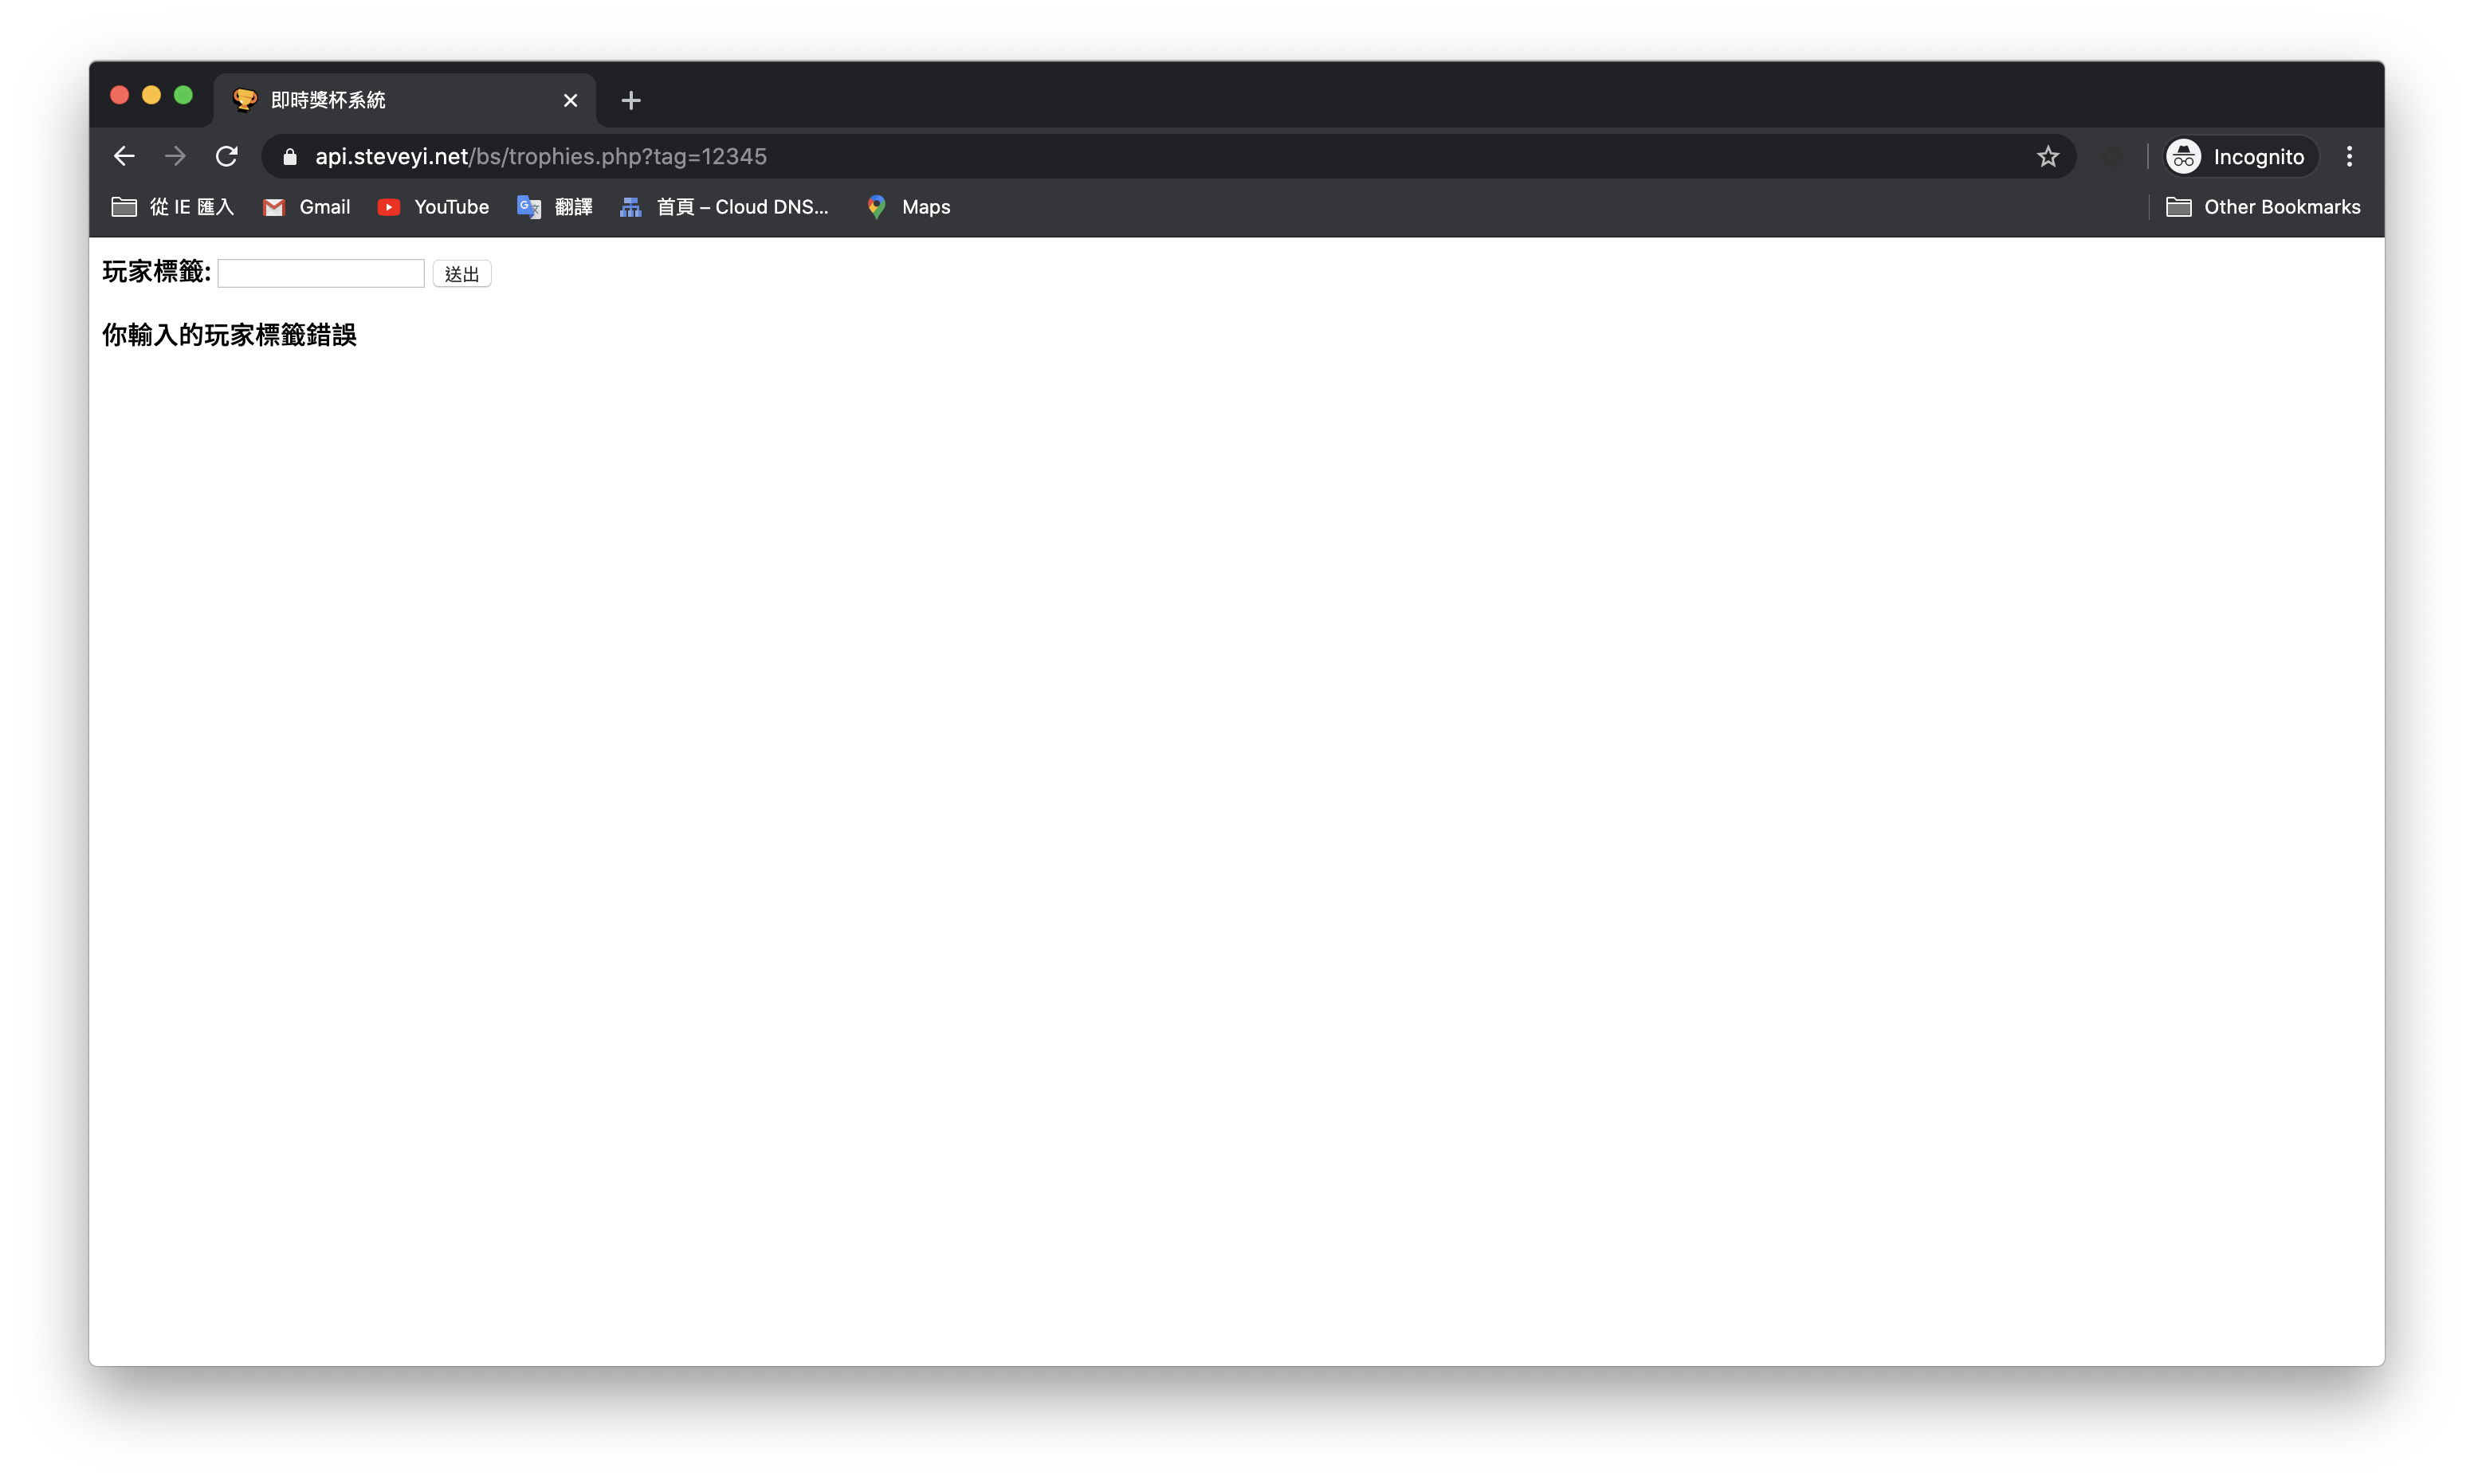 即時獎杯系統
api.steveyi.net/bs/trophies.php?tag=12345
Incognito
從 IE 匯入
Gmail
YouTube
翻譯
首頁 – Cloud DNS...
Maps
Other Bookmarks
玩家標籤:
送出
你輸入的玩家標籤錯誤